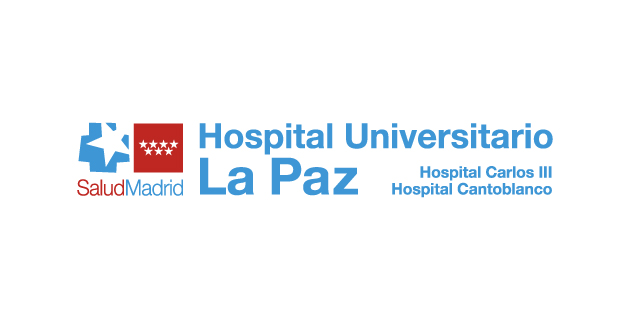 SaludMadrid
Hospital Universitario
La Paz
Hospital Carlos III
Hospital Cantoblanco